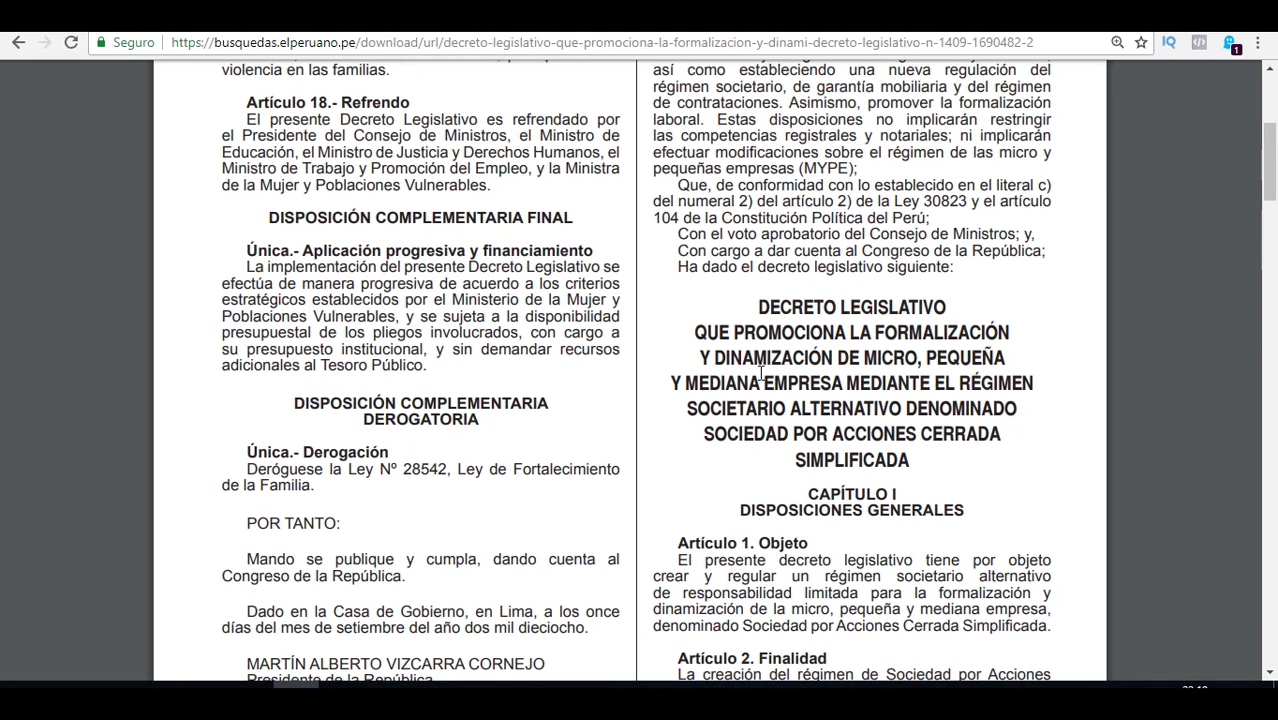 Seguro
https://busquedas.elperuano.pe/download/url/decreto-legislativo-que-promociona-la-formalizacion-y-dinami-decreto-legislativo-n-1409-1690482-2
IQ
1
violencia en las familias.
Artículo 18.- Refrendo
El presente Decreto Legislativo es refrendado por
el Presidente del Consejo de Ministros, el Ministro de
Educación, el Ministro de Justicia y Derechos Humanos, el
Ministro de Trabajo y Promoción del Empleo, y la Ministra
de la Mujer y Poblaciones Vulnerables.
DISPOSICIÓN COMPLEMENTARIA FINAL
Única.- Aplicación progresiva y financiamiento
La implementación del presente Decreto Legislativo se
efectúa de manera progresiva de acuerdo a los criterios
estratégicos establecidos por el Ministerio de la Mujer y
Poblaciones Vulnerables, y se sujeta a la disponibilidad
presupuestal de los pliegos involucrados, con cargo a
su presupuesto institucional, y sin demandar recursos
adicionales al Tesoro Público.
DISPOSICIÓN COMPLEMENTARIA
DEROGATORIA
Única.- Derogación
Deróguese la Ley Nº 28542, Ley de Fortalecimiento
de la Familia.
POR TANTO:
Mando se publique y cumpla, dando cuenta al
Congreso de la República.
Dado en la Casa de Gobierno, en Lima, a los once
días del mes de setiembre del año dos mil dieciocho.
MARTÍN ALBERTO VIZCARRA CORNEJO
Presidente de la República
así como estableciendo una nueva regulación del
régimen societario, de garantía mobiliaria y del régimen
de contrataciones. Asimismo, promover la formalización
laboral. Estas disposiciones no implicarán restringir
las competencias registrales y notariales; ni implicarán
efectuar modificaciones sobre el régimen de las micro y
pequeñas empresas (MYPE);
Que, de conformidad con lo establecido en el literal c)
del numeral 2) del artículo 2) de la Ley 30823 y el artículo
104 de la Constitución Política del Perú;
Con el voto aprobatorio del Consejo de Ministros; y,
Con cargo a dar cuenta al Congreso de la República;
Ha dado el decreto legislativo siguiente:
DECRETO LEGISLATIVO
QUE PROMOCIONA LA FORMALIZACIÓN
Y DINAMIZACIÓN DE MICRO, PEQUEÑA
Y MEDIANA EMPRESA MEDIANTE EL RÉGIMEN
SOCIETARIO ALTERNATIVO DENOMINADO
SOCIEDAD POR ACCIONES CERRADA
SIMPLIFICADA
CAPÍTULO I
DISPOSICIONES GENERALES
Artículo 1. Objeto
El presente decreto legislativo tiene por objeto
crear y regular un régimen societario alternativo
de responsabilidad limitada para la formalización y
dinamización de la micro, pequeña y mediana empresa,
denominado Sociedad por Acciones Cerrada Simplificada.
Artículo 2. Finalidad
La creación del régimen de Sociedad por Acciones